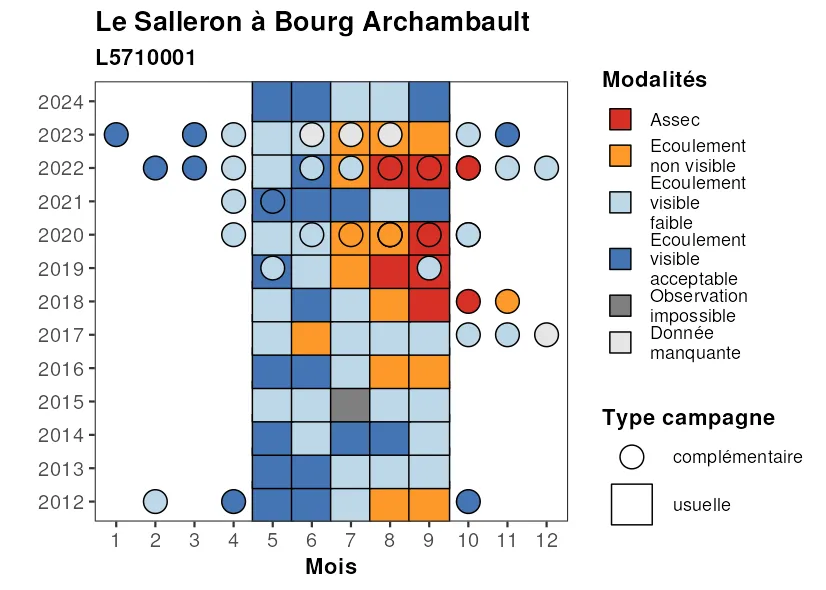 Le Salleron à Bourg Archambault
L5710001
2024
2023
2022
2021
2020
2019
2018
2017
2016
2015
2014
2013
2012
1 2 3 4 5 6 7 8 9 10 11 12
Mois
Modalités
Assec
Ecoulement
non visible
Ecoulement
visible
faible
Ecoulement
visible
acceptable
Observation
impossible
Donnée
manquante
Type campagne
complémentaire
usuelle